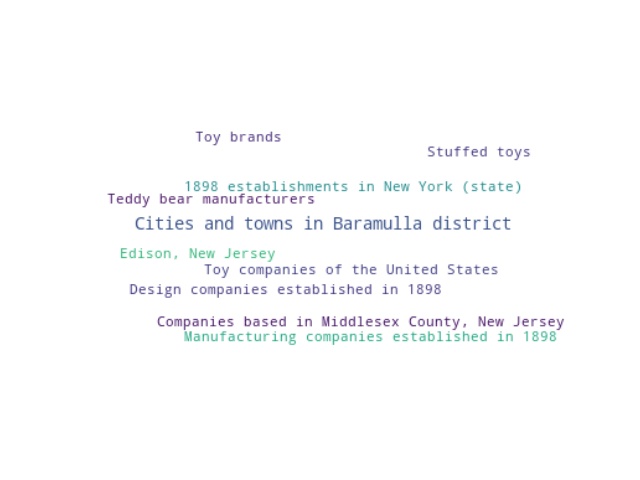 Toy brands
Stuffed toys
1898 establishments in New York (state)
Teddy bear manufacturers
Cities and towns in Baramulla district
Edison, New Jersey
Toy companies of the United States
Design companies established in 1898
Companies based in Middlesex County, New Jersey
Manufacturing companies established in 1898